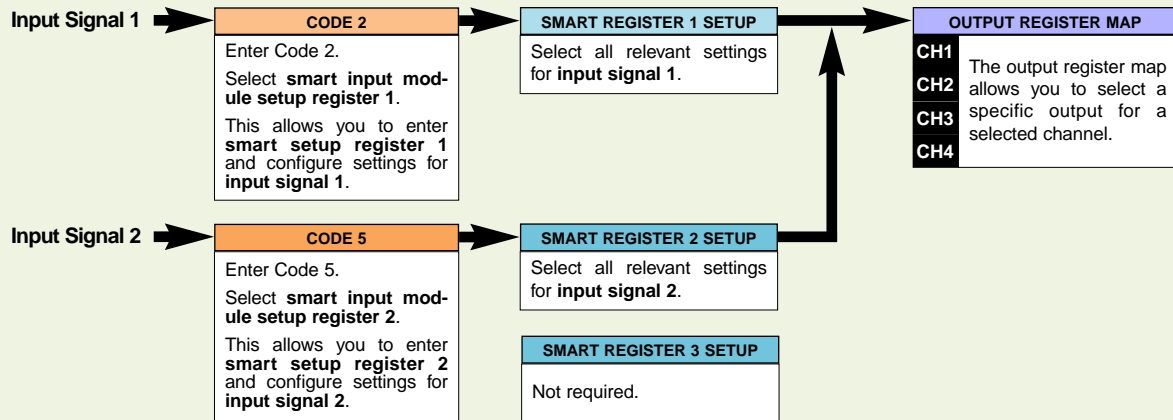 Input Signal 1
CODE 2
Enter Code 2.
Select smart input mod-
ule setup register 1.
This allows you to enter
smart setup register 1
and configure settings for
input signal 1.
SMART REGISTER 1 SETUP
Select all relevant settings
for input signal 1.
OUTPUT REGISTER MAP
CH1
CH2
CH3
CH4
The output register map
allows you to select a
specific output for a
selected channel.
Input Signal 2
CODE 5
Enter Code 5.
Select smart input mod-
ule setup register 2.
This allows you to enter
smart setup register 2
and configure settings for
input signal 2.
SMART REGISTER 2 SETUP
Select all relevant settings
for input signal 2.
SMART REGISTER 3 SETUP
Not required.